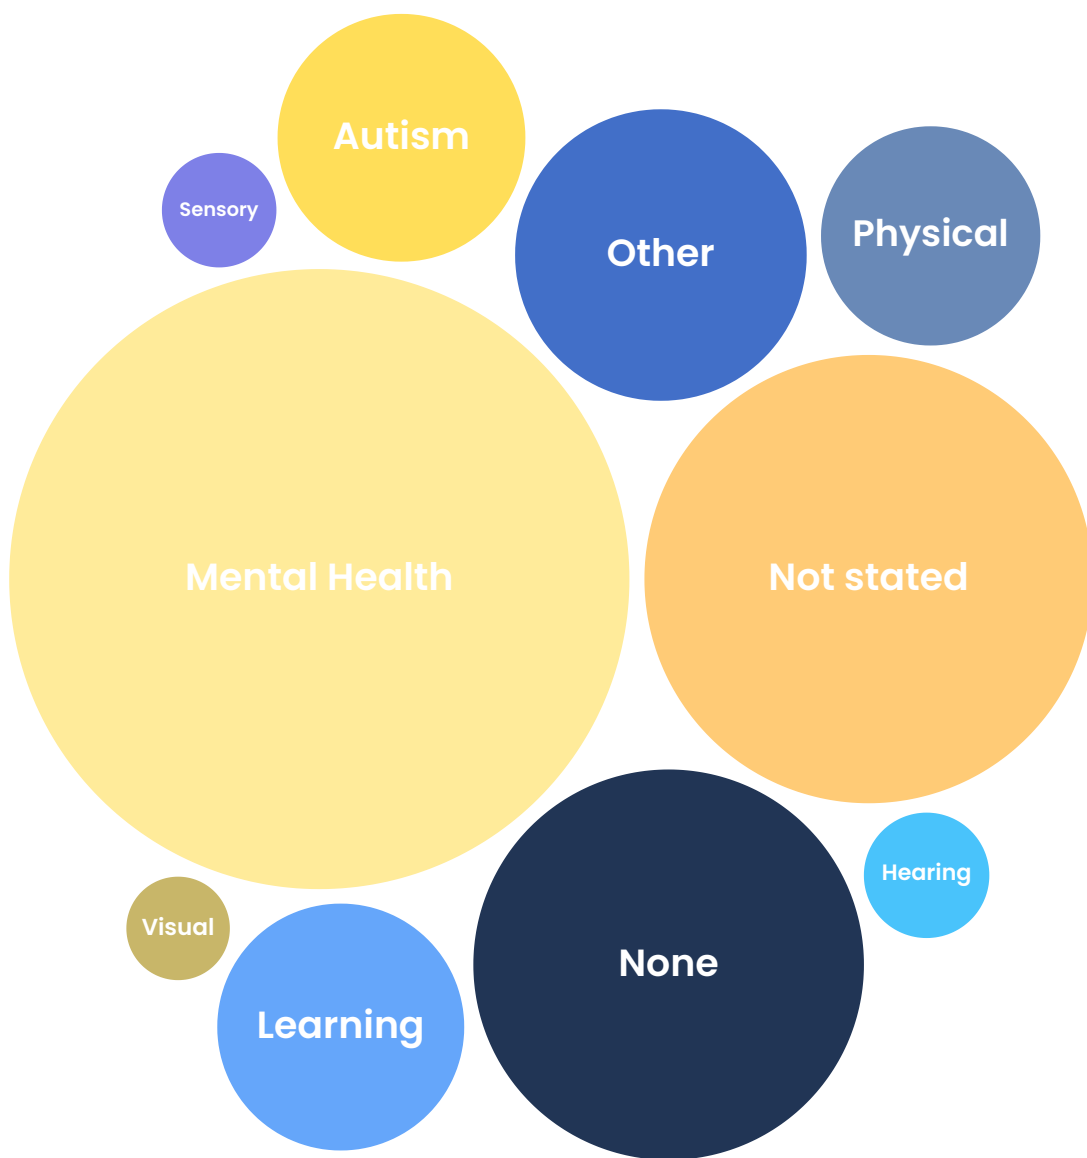 Autism
Sensory
Other
Physical
Mental Health
Not stated
Hearing
Visual
None
Learning